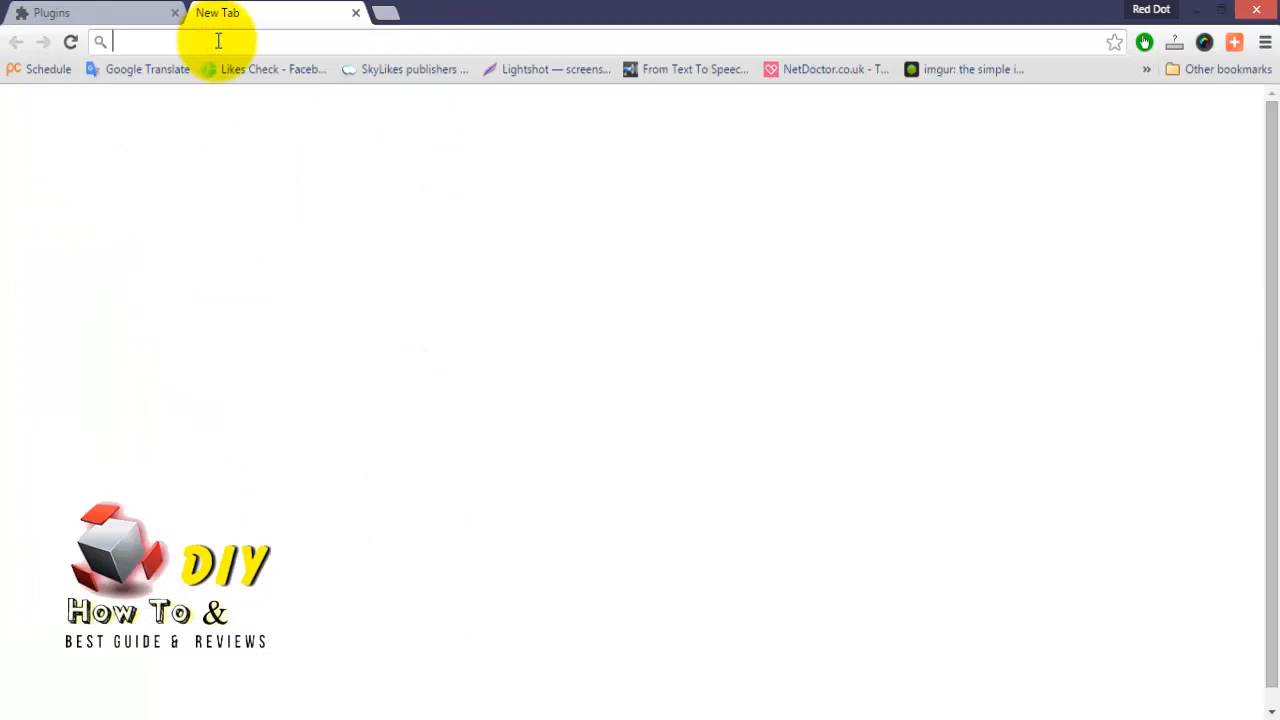 Plugins
New Tab
Red Dot
Schedule
Google Translate
Likes Check - Faceb...
SkyLikes publishers ...
Lightshot — screens...
From Text To Speec...
NetDoctor.co.uk - T...
imgur: the simple i...
»
Other bookmarks
DIY
How To &
BEST GUIDE & REVIEWS